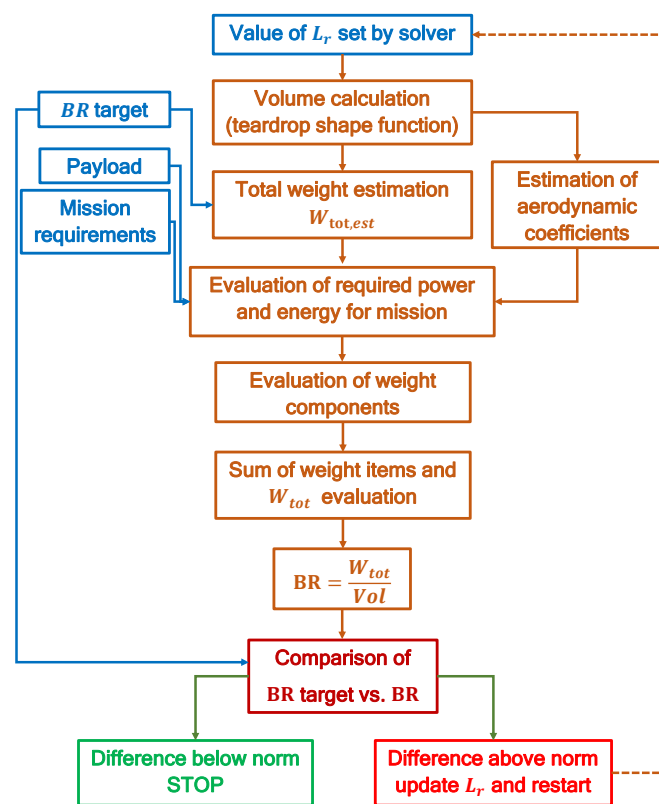 Value of L_r set by solver
BR target
Volume calculation
(teardrop shape function)
Payload
Mission
requirements
Total weight estimation
W_tot,est
Estimation of
aerodynamic
coefficients
Evaluation of required power
and energy for mission
Evaluation of weight
components
Sum of weight items and
W_tot evaluation
BR = W_tot / Vol
Comparison of
BR target vs. BR
Difference below norm
STOP
Difference above norm
update L_r and restart